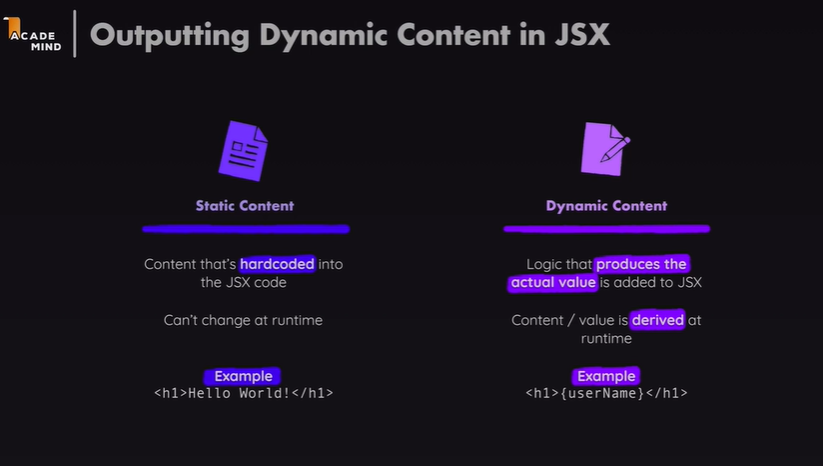 ACADE
MIND
Outputting Dynamic Content in JSX
Static Content
Content that's hardcoded into
the JSX code
Can't change at runtime
Example
<h1>Hello World!</h1>
Dynamic Content
Logic that produces the
actual value is added to JSX
Content / value is derived at
runtime
Example
<h1>{userName}</h1>